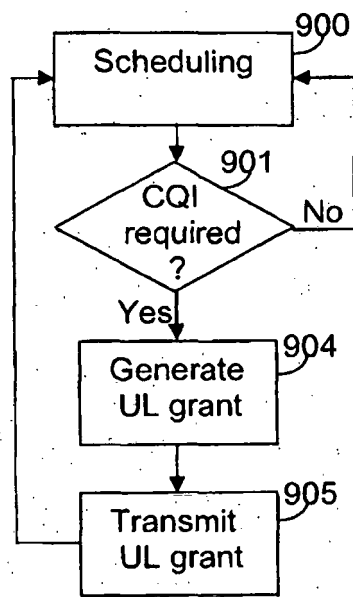 900
Scheduling
901
CQI
required
?
No
Yes
904
Generate
UL grant
905
Transmit
UL grant